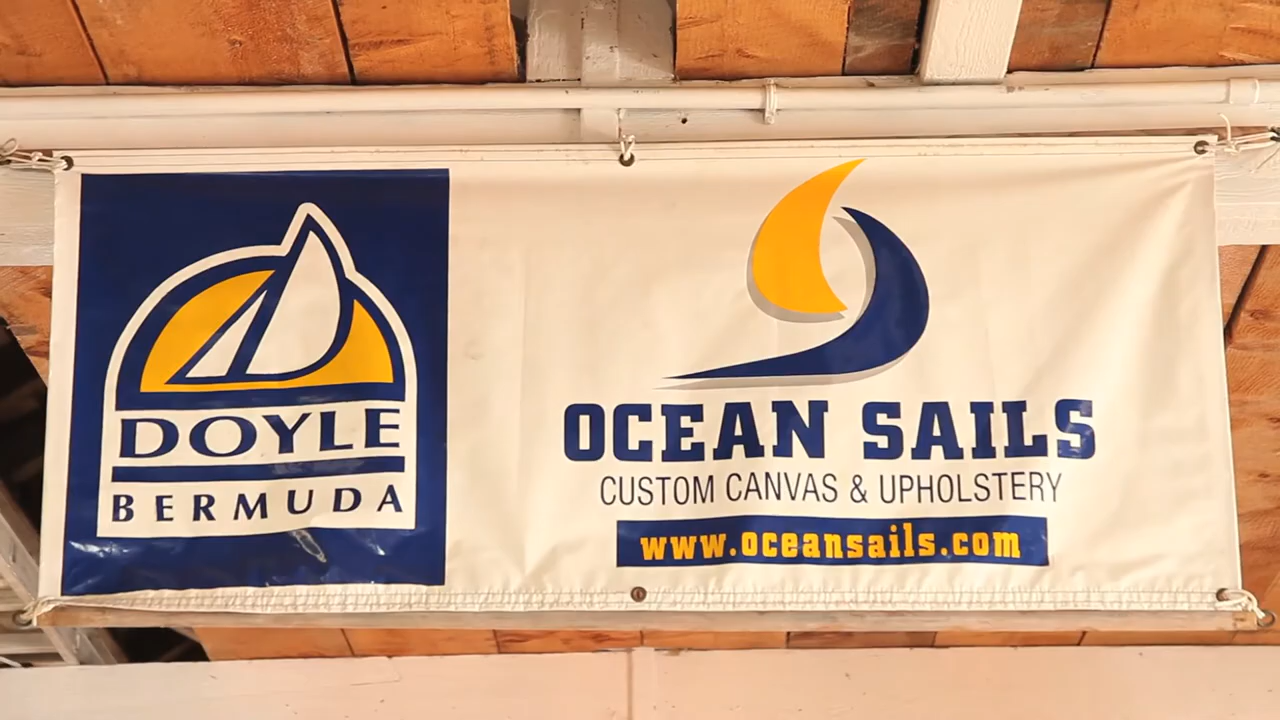 DOYLE
BERMUDA
OCEAN SAILS
CUSTOM CANVAS & UPHOLSTERY
www.oceansails.com